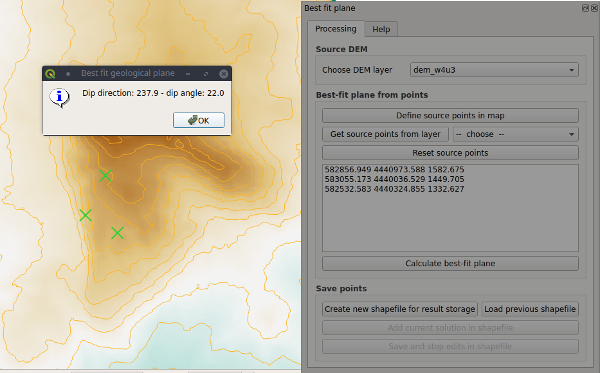 Best fit geological plane
Dip direction: 237.9 - dip angle: 22.0
OK
Best fit plane
Processing
Help
Source DEM
Choose DEM layer
dem_w4u3
Best-fit plane from points
Define source points in map
Get source points from layer
-- choose --
Reset source points
582856.949 4440973.588 1582.675
583055.173 4440036.529 1449.705
582532.583 4440324.855 1332.627
Calculate best-fit plane
Save points
Create new shapefile for result storage
Load previous shapefile
Add current solution in shapefile
Save and stop edits in shapefile